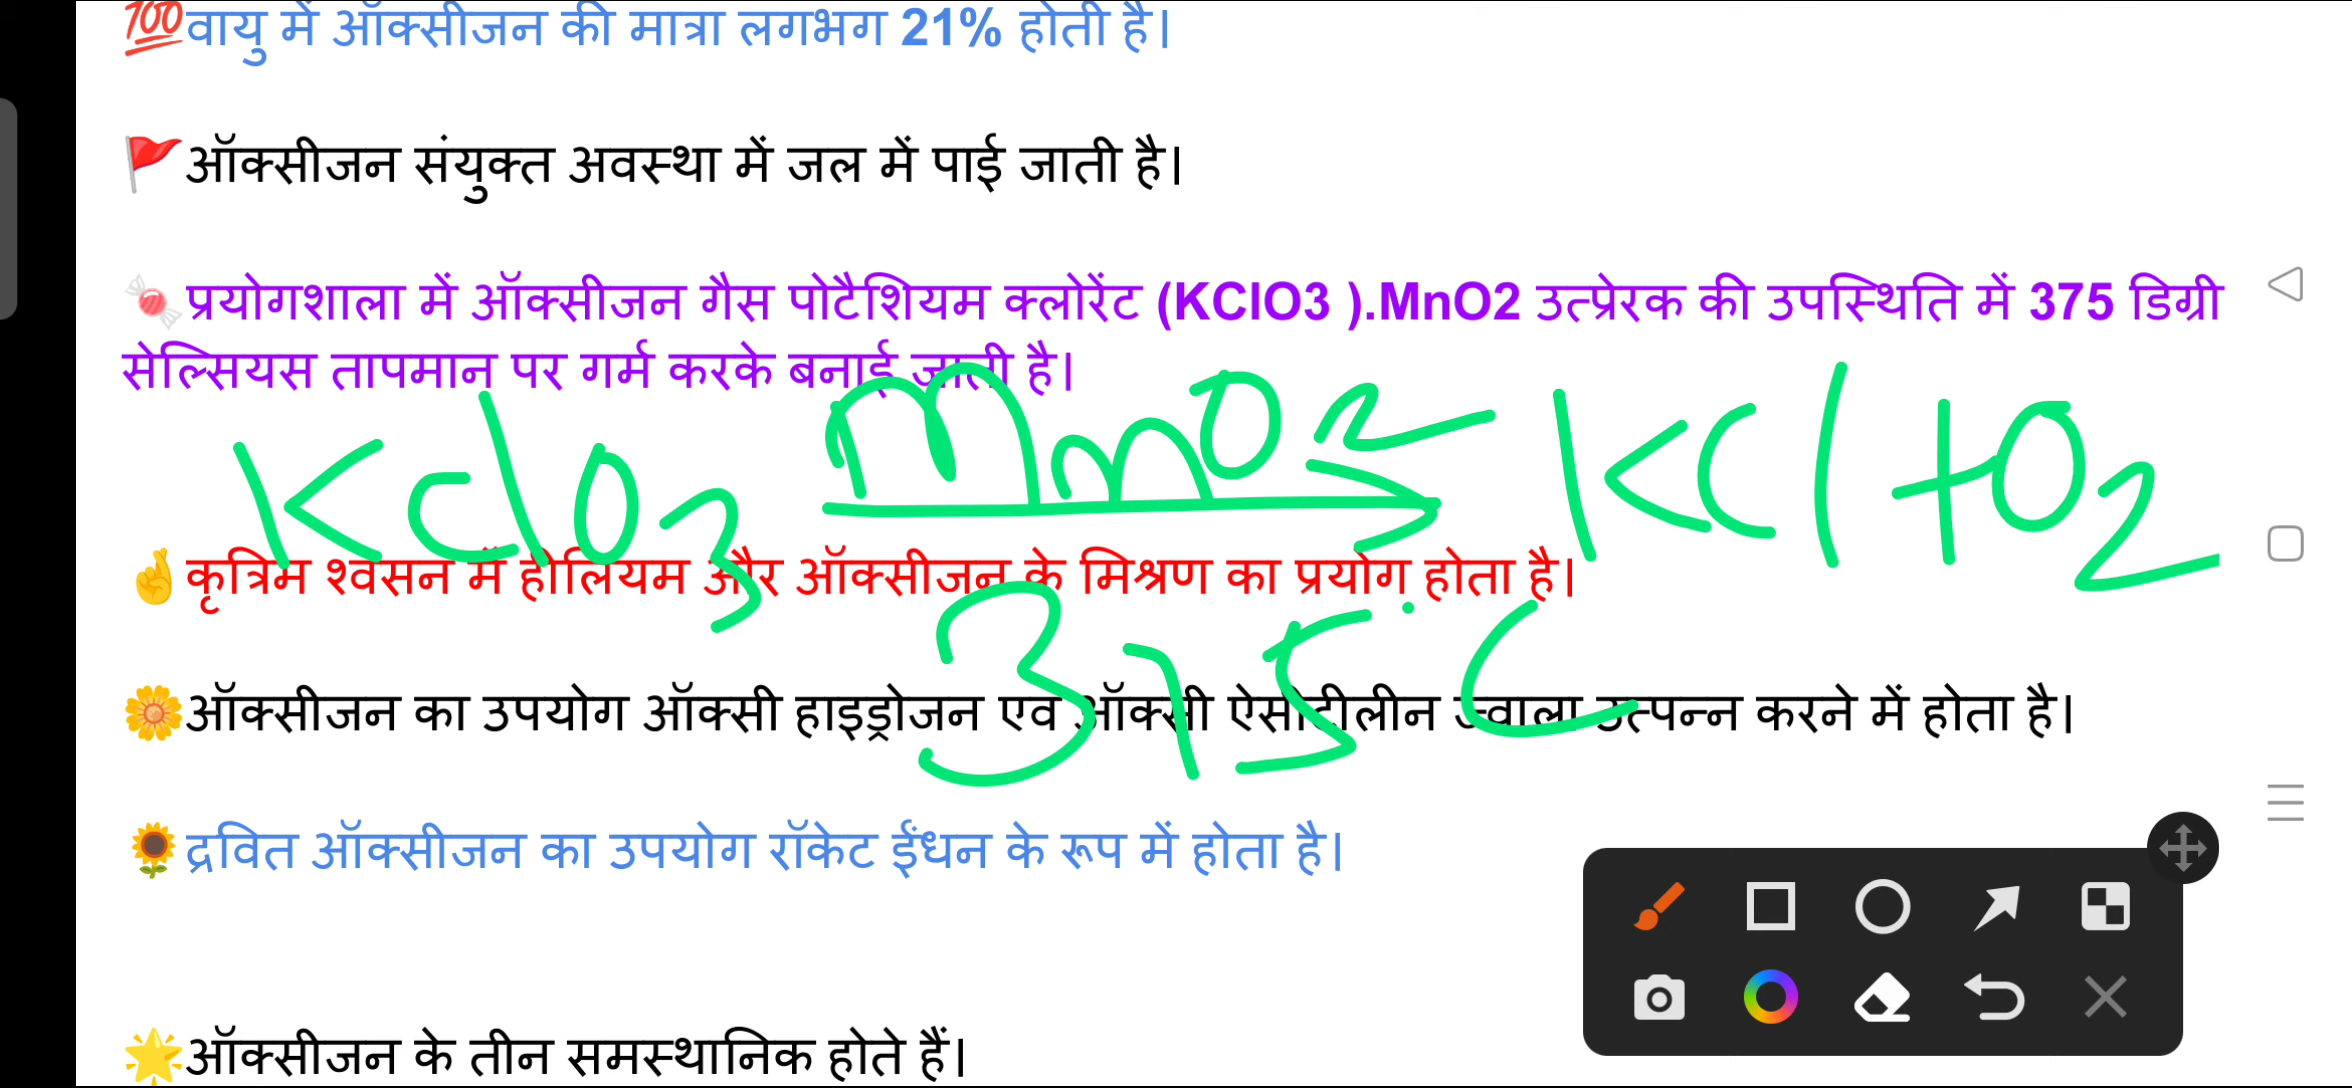 💯वायु में ऑक्सीजन की मात्रा लगभग 21% होती है।
🚩ऑक्सीजन संयुक्त अवस्था में जल में पाई जाती है।
🍬प्रयोगशाला में ऑक्सीजन गैस पोटैशियम क्लोरेंट (KClO3 ).MnO2 उत्प्रेरक की उपस्थिति में 375 डिग्री
सेल्सियस तापमान पर गर्म करके बनाई जाती है।
KClO3 MnO2 → KCl+O2
🤞कृत्रिम श्वसन में हीलियम और ऑक्सीजन के मिश्रण का प्रयोग होता है।
375°C
🌼ऑक्सीजन का उपयोग ऑक्सी हाइड्रोजन एवं ऑक्सी ऐसीटीलीन ज्वाला उत्पन्न करने में होता है।
🌻द्रवित ऑक्सीजन का उपयोग रॉकेट ईंधन के रूप में होता है।
🌟ऑक्सीजन के तीन समस्थानिक होते हैं।